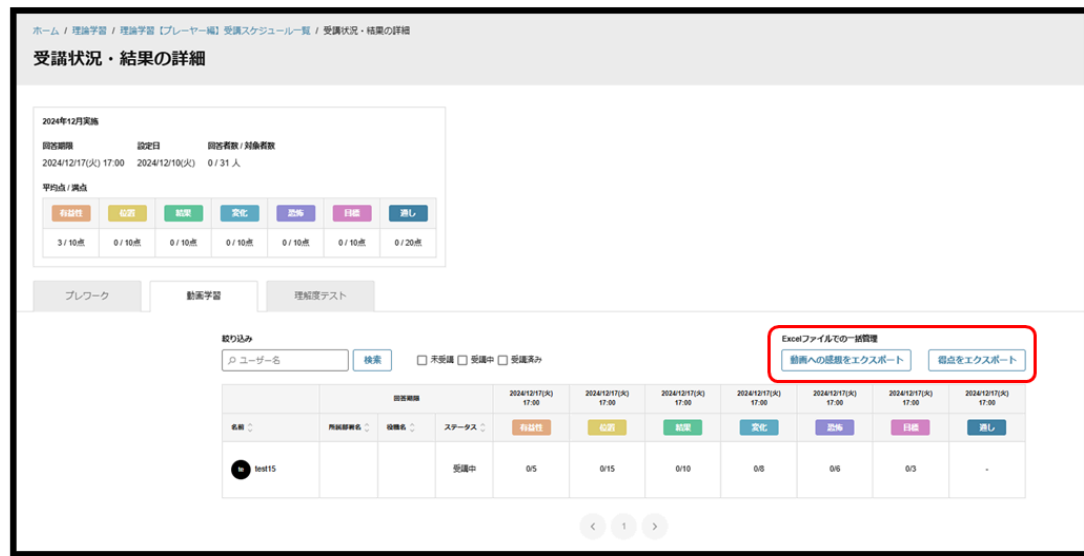 ホーム / 理論学習 / 理論学習【プレーヤー編】受講スケジュール一覧 / 受講状況・結果の詳細
受講状況・結果の詳細
2024年12月実施
回答期限 設定日 回答者数 / 対象者数
2024/12/17(火) 17:00 2024/12/10(火) 0 / 31 人
平均点 / 満点
有益性 位置 結果 変化 恐怖 目標 通し
3 / 10点 0 / 10点 0 / 10点 0 / 10点 0 / 10点 0 / 10点 0 / 20点
プレワーク 動画学習 理解度テスト
絞り込み Excelファイルでの一括管理
ユーザー名 検索 未受講 受講中 受講済み 動画への感想をエクスポート 得点をエクスポート
回答期限 2024/12/17(火) 2024/12/17(火) 2024/12/17(火) 2024/12/17(火) 2024/12/17(火) 2024/12/17(火) 2024/12/17(火)
17:00 17:00 17:00 17:00 17:00 17:00 17:00
名前 所属部署名 役職名 ステータス 有益性 位置 結果 変化 恐怖 目標 通し
test15 受講中 0/5 0/15 0/10 0/8 0/6 0/3 -
1